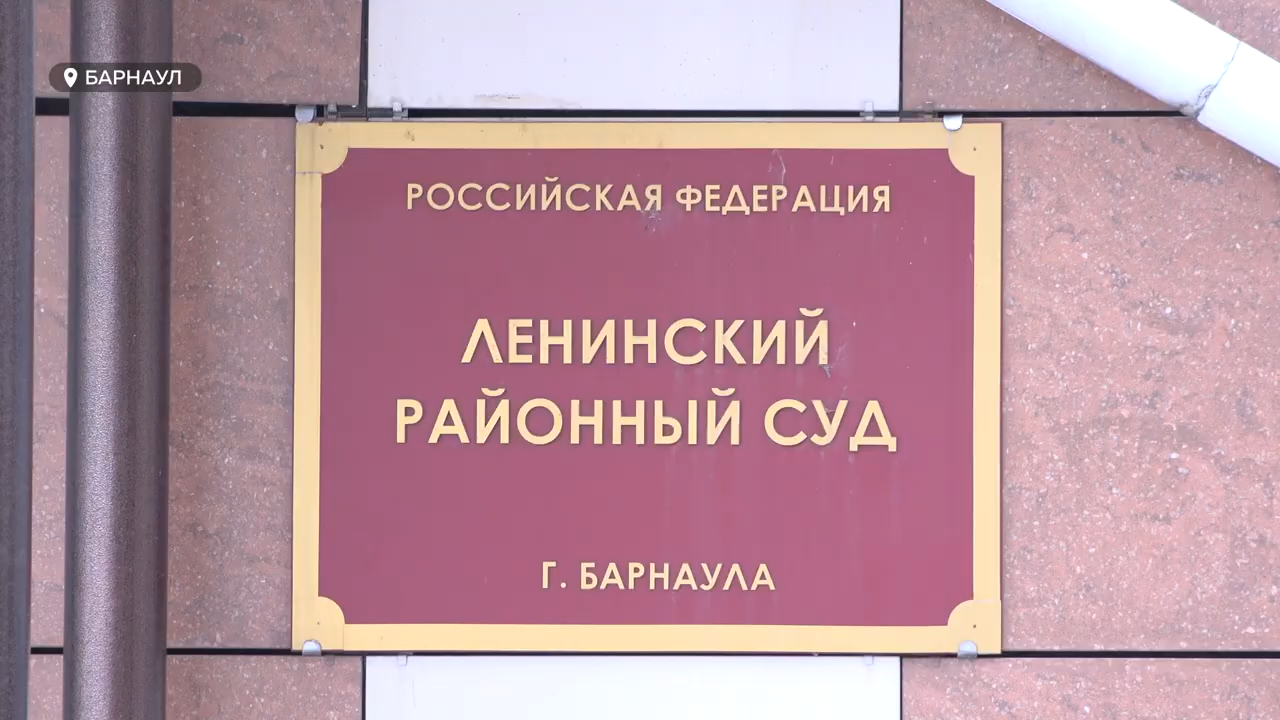 БАРНАУЛ
РОССИЙСКАЯ ФЕДЕРАЦИЯ
ЛЕНИНСКИЙ
РАЙОННЫЙ СУД
Г. БАРНАУЛА